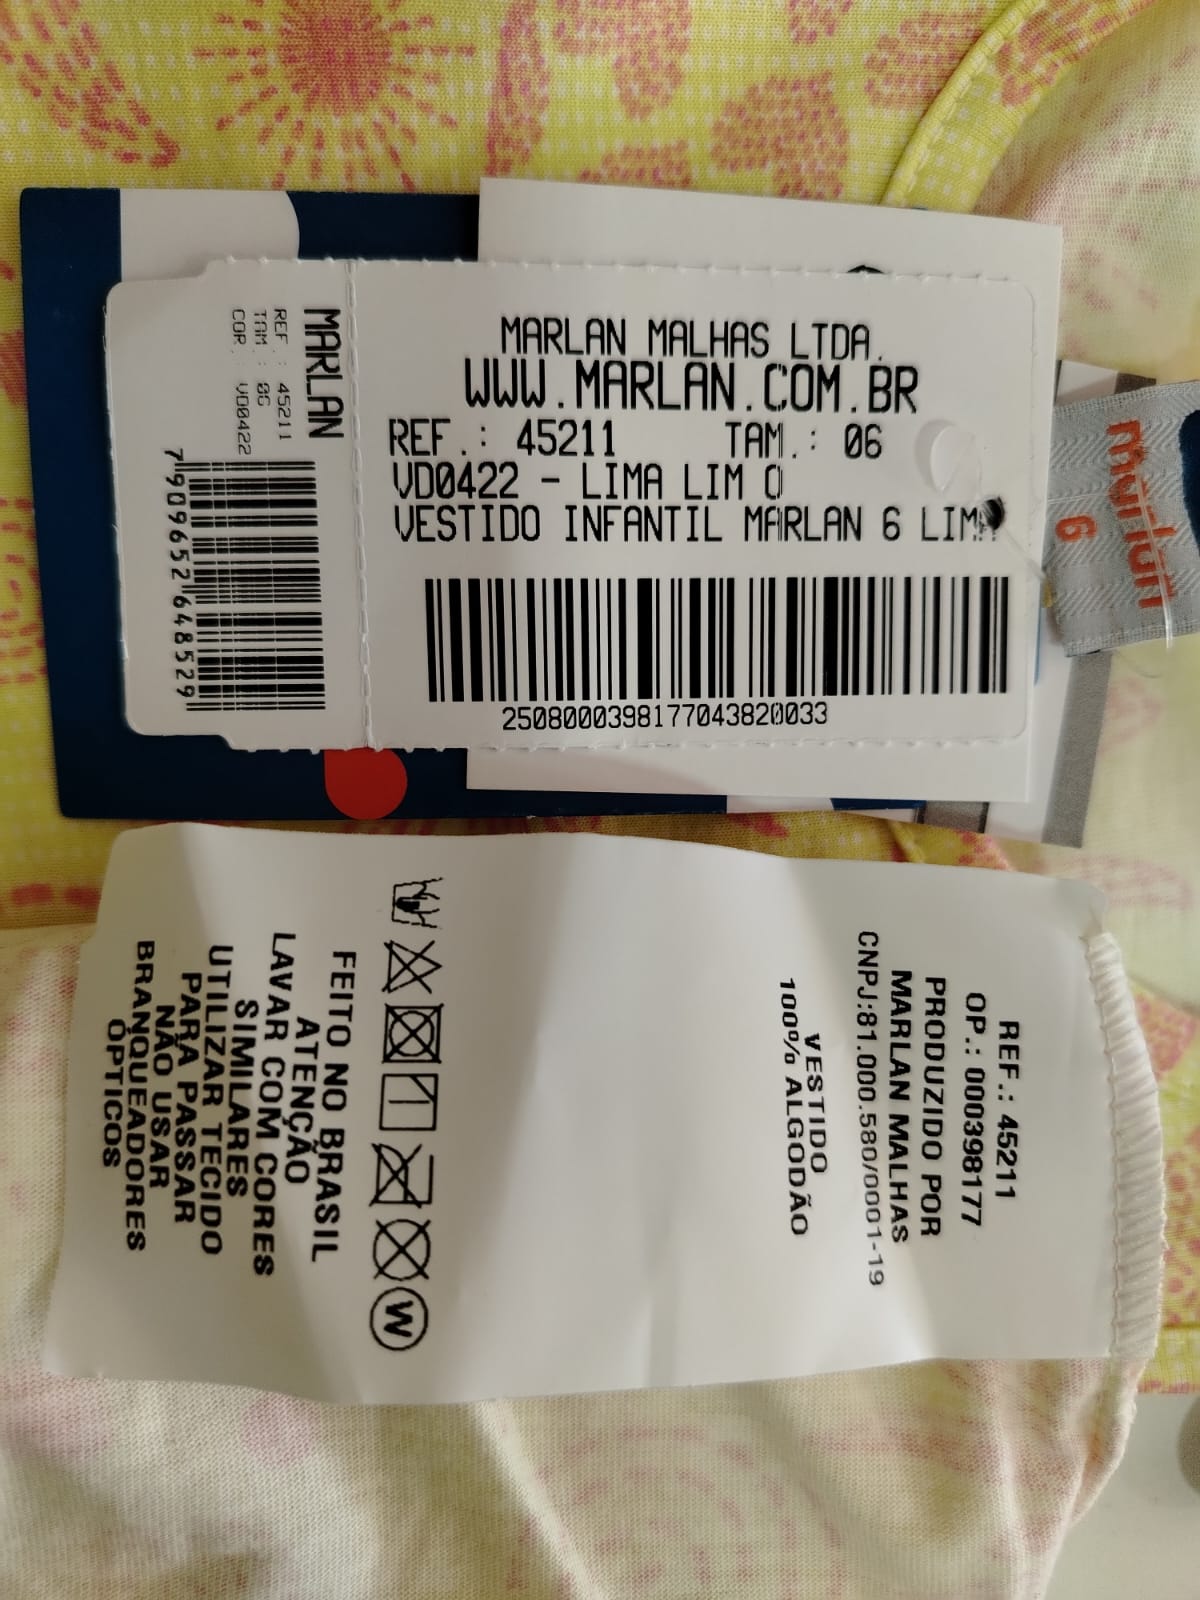 MARLAN MALHAS LTDA.
WWW.MARLAN.COM.BR
REF.: 45211 TAM.: 06
VD0422 - LIMA LIM O
VESTIDO INFANTIL MARLAN 6 LIMA
2508000398177043820033
MARLAN
REF.: 45211
TAM.: 06
COR: VD0422
7909652648529
marlan
6
REF.: 45211
OP.: 000398177
PRODUZIDO POR
MARLAN MALHAS
CNPJ:81.000.580/0001-19
VESTIDO
100% ALGODÃO
W
FEITO NO BRASIL
ATENÇÃO
LAVAR COM CORES
SIMILARES
UTILIZAR TECIDO
PARA PASSAR
NÃO USAR
BRANQUEADORES
ÓPTICOS